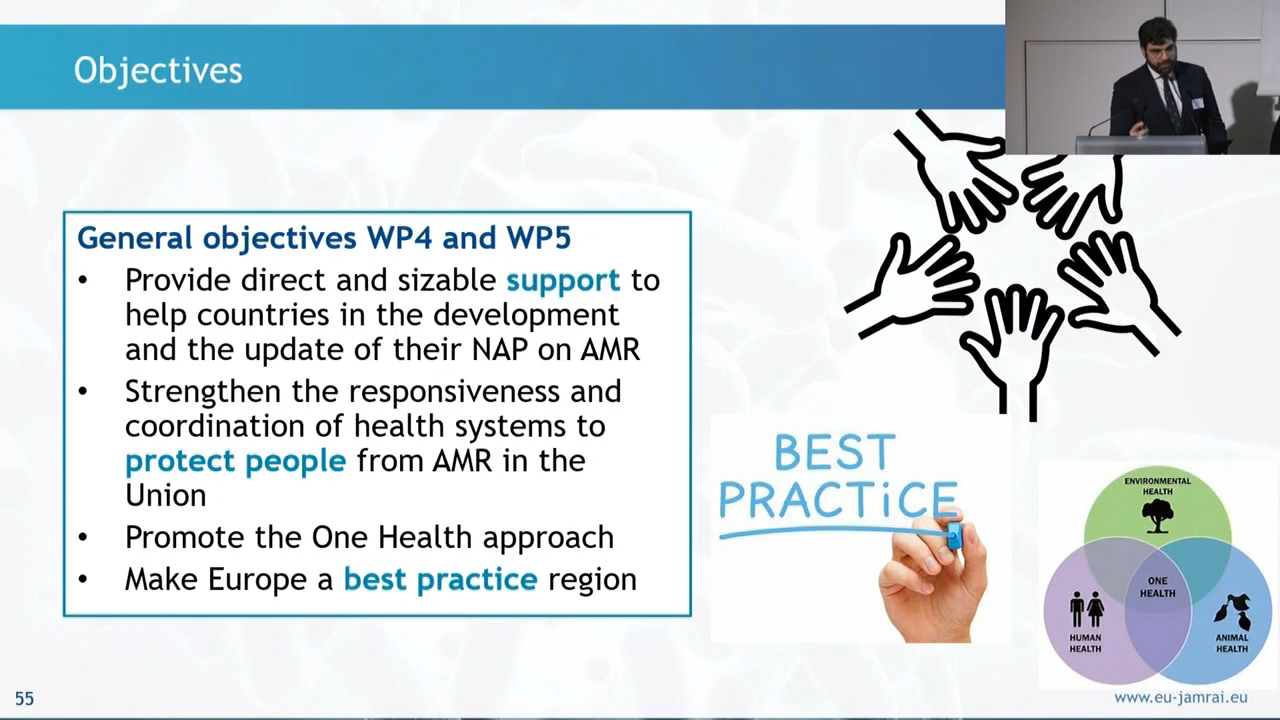 Objectives
General objectives WP4 and WP5
• Provide direct and sizable support to
help countries in the development
and the update of their NAP on AMR
• Strengthen the responsiveness and
coordination of health systems to
protect people from AMR in the
Union
• Promote the One Health approach
• Make Europe a best practice region
BEST
PRACTiCE
ENVIRONMENTAL
HEALTH
ONE
HEALTH
HUMAN
HEALTH
ANIMAL
HEALTH
55
www.eu-jamrai.eu